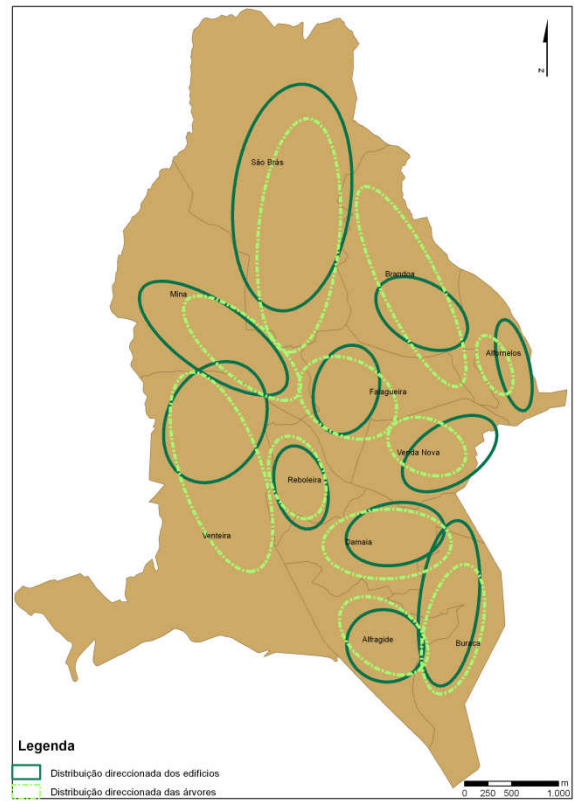 z
São Brás
Mina
Brandoa
Alfornelos
Falagueira
Venda Nova
Reboleira
Venteira
Damaia
Alfragide
Buraca
Legenda
Distribuição direccionada dos edifícios
Distribuição direccionada das árvores
m
0 250 500 1.000